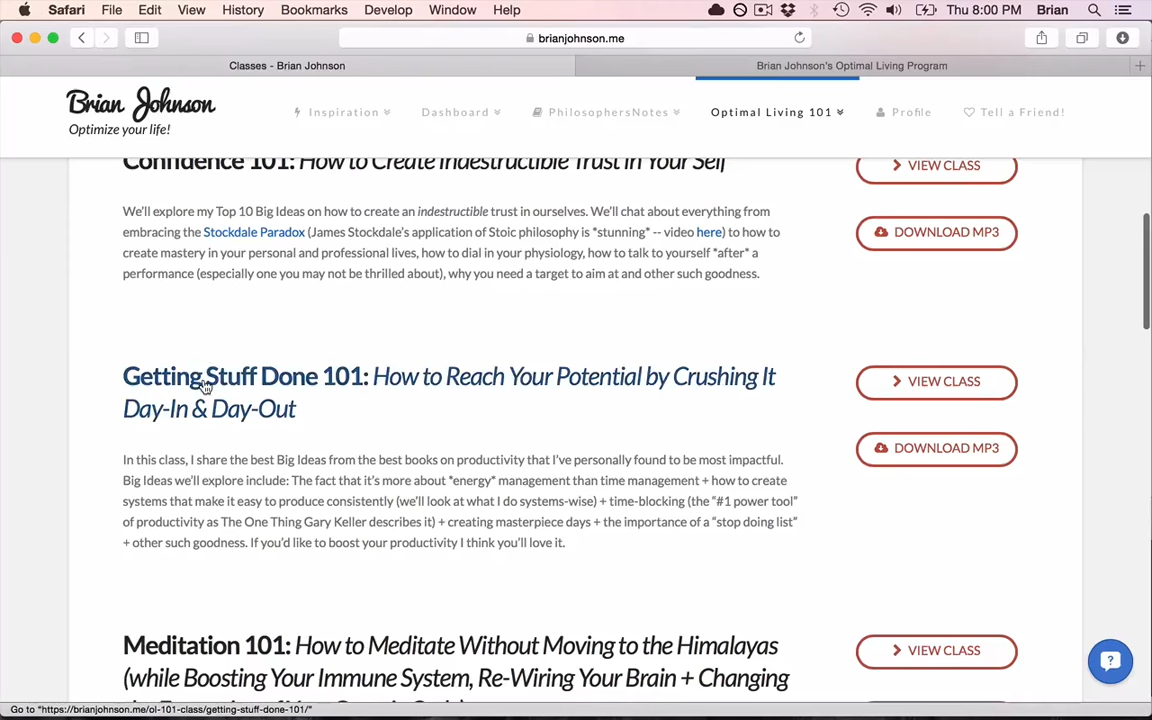 Safari File Edit View History Bookmarks Develop Window Help Thu 8:00 PM Brian
brianjohnson.me
Classes - Brian Johnson Brian Johnson's Optimal Living Program
Brian Johnson
Optimize your life!
Inspiration Dashboard PhilosophersNotes Optimal Living 101 Profile Tell a Friend!
Confidence 101: How to Create Indestructible Trust in Your Self
VIEW CLASS
We'll explore my Top 10 Big Ideas on how to create an indestructible trust in ourselves. We'll chat about everything from
embracing the Stockdale Paradox (James Stockdale's application of Stoic philosophy is *stunning* -- video here) to how to
create mastery in your personal and professional lives, how to dial in your physiology, how to talk to yourself *after* a
performance (especially one you may not be thrilled about), why you need a target to aim at and other such goodness.
DOWNLOAD MP3
Getting Stuff Done 101: How to Reach Your Potential by Crushing It
Day-In & Day-Out
VIEW CLASS
DOWNLOAD MP3
In this class, I share the best Big Ideas from the best books on productivity that I've personally found to be most impactful.
Big Ideas we'll explore include: The fact that it's more about *energy* management than time management + how to create
systems that make it easy to produce consistently (we'll look at what I do systems-wise) + time-blocking (the "#1 power tool"
of productivity as The One Thing Gary Keller describes it) + creating masterpiece days + the importance of a "stop doing list"
+ other such goodness. If you'd like to boost your productivity I think you'll love it.
Meditation 101: How to Meditate Without Moving to the Himalayas
(while Boosting Your Immune System, Re-Wiring Your Brain + Changing
VIEW CLASS
Go to "https://brianjohnson.me/ol-101-class/getting-stuff-done-101/"